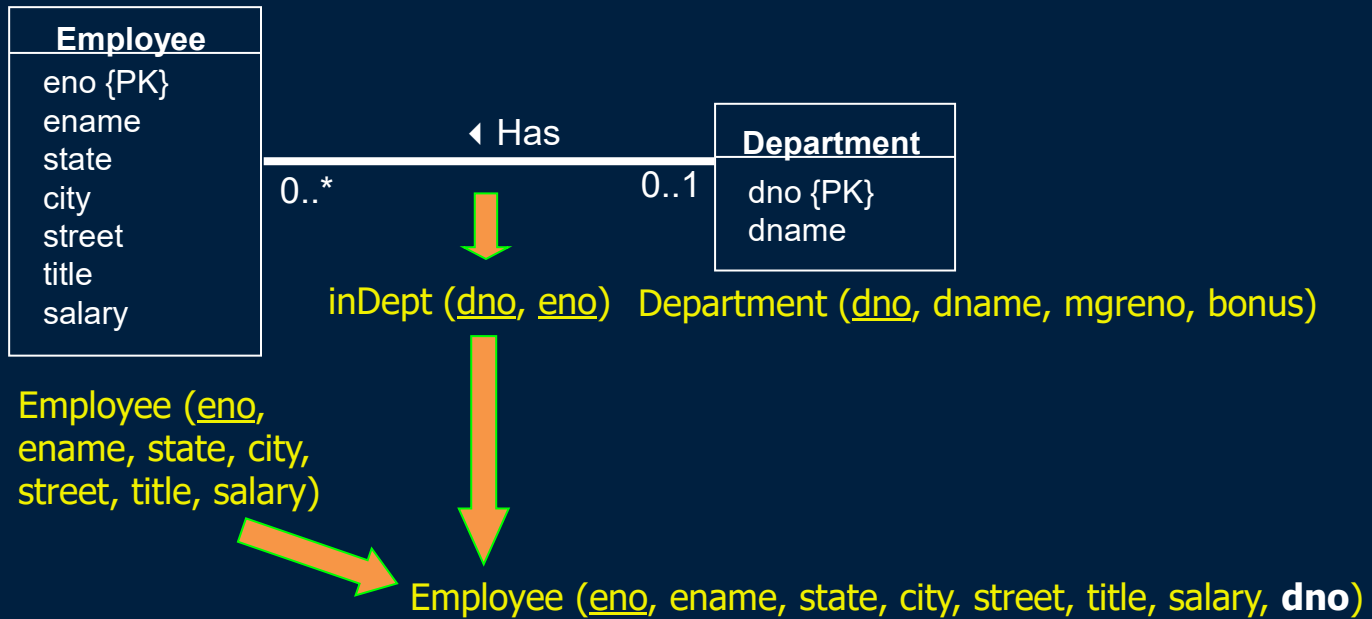 Employee
eno {PK}
ename
state
city
street
title
salary
◄ Has
0..*
0..1
Department
dno {PK}
dname
inDept (dno, eno)
Department (dno, dname, mgreno, bonus)
Employee (eno,
ename, state, city,
street, title, salary)
Employee (eno, ename, state, city, street, title, salary, dno)